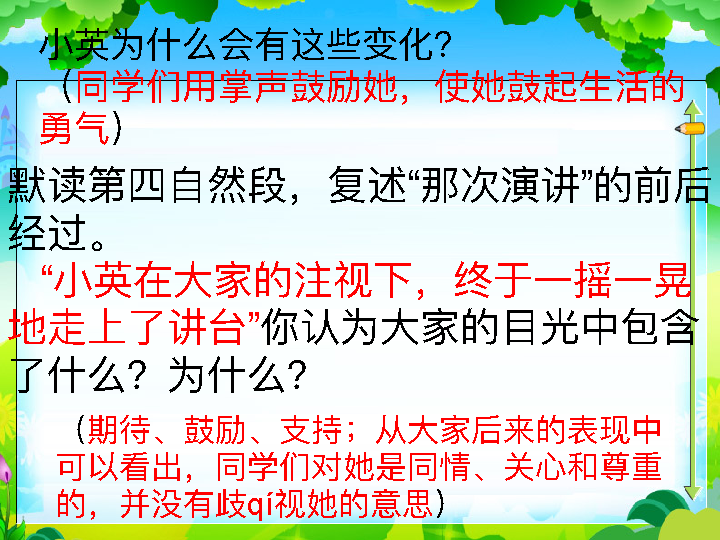 小英为什么会有这些变化？
（同学们用掌声鼓励她，使她鼓起生活的
勇气）
默读第四自然段，复述“那次演讲”的前后
经过。
“小英在大家的注视下，终于一摇一晃
地走上了讲台”你认为大家的目光中包含
了什么？为什么？
（期待、鼓励、支持；从大家后来的表现中
可以看出，同学们对她是同情、关心和尊重
的，并没有歧qí视她的意思）